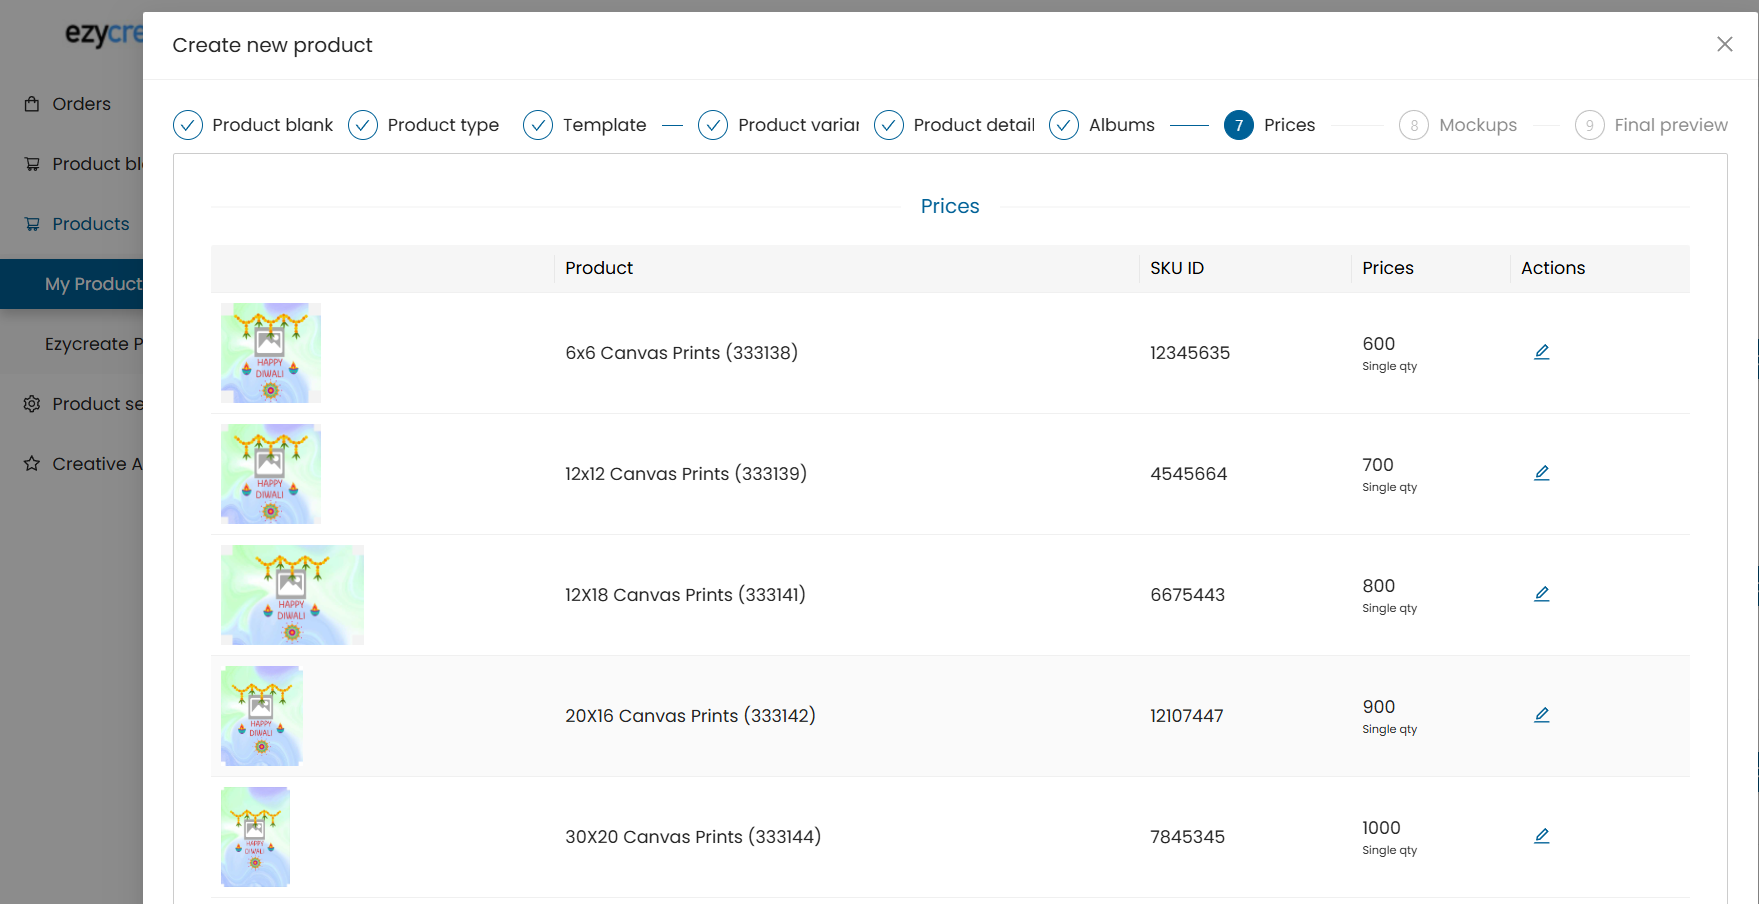 ezycre
Create new product
Orders
Product bl
Products
My Product
Ezycreate P
Product se
Creative A
Product blank
Product type
Template
Product varian
Product detail
Albums
7 Prices
8 Mockups
9 Final preview
Prices
Product SKU ID Prices Actions
HAPPY
DIWALI
6x6 Canvas Prints (333138) 12345635 600
Single qty
HAPPY
DIWALI
12x12 Canvas Prints (333139) 4545664 700
Single qty
HAPPY
DIWALI
12X18 Canvas Prints (333141) 6675443 800
Single qty
HAPPY
DIWALI
20X16 Canvas Prints (333142) 12107447 900
Single qty
HAPPY
DIWALI
30X20 Canvas Prints (333144) 7845345 1000
Single qty